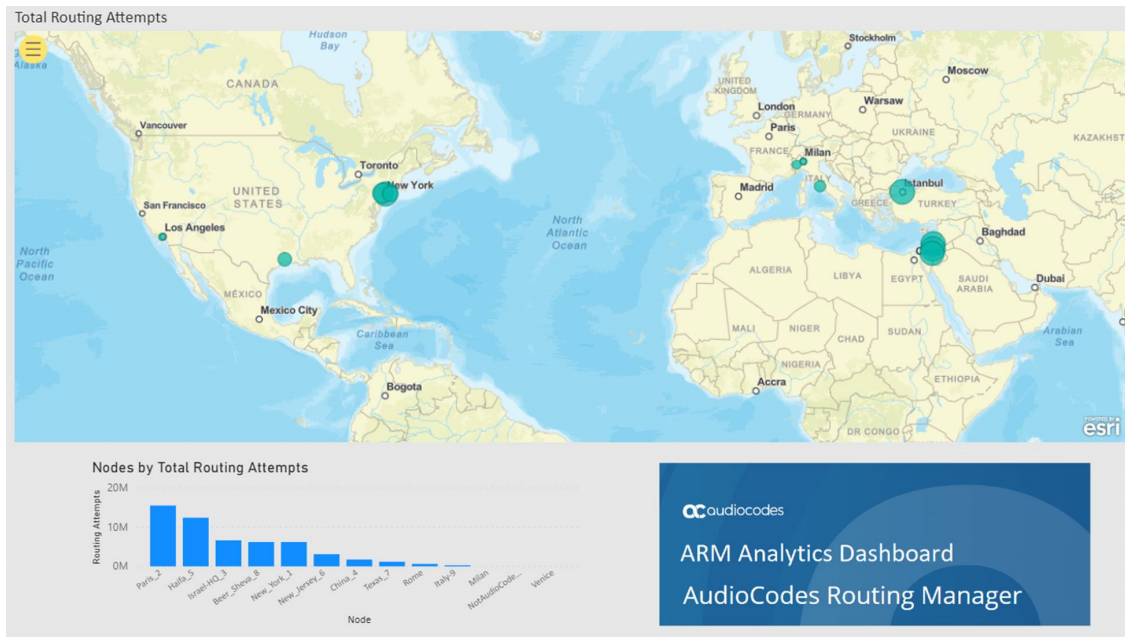 Total Routing Attempts
Hudson
Bay
Alaska
Stockholm
CANADA
UNITED
KINGDOM
Moscow
London
GERMANY
Warsaw
Vancouver
Paris
UKRAINE
KAZAKHST
FRANCE
Milan
Toronto
New York
ITALY
Istanbul
UNITED
STATES
Madrid
GREECE
TURKEY
San Francisco
Los Angeles
North
Atlantic
Ocean
Baghdad
North
Pacific
Ocean
ALGERIA
LIBYA
EGYPT
SAUDI
ARABIA
Dubai
MÉXICO
Mexico City
Caribbean
Sea
MALI
NIGER
CHAD
SUDAN
Arabian
Sea
NIGERIA
Bogota
Accra
ETHIOPIA
DR CONGO
POWERED BY
esri
Nodes by Total Routing Attempts
20M
10M
0M
Routing Attempts
Paris_2
Haifa_5
Israel-HQ_3
Beer_Sheva_8
New_York_1
New_Jersey_6
China_4
Texas_7
Rome
Italy-9
Milan
NotAudioCode...
Venice
Node
audiocodes
ARM Analytics Dashboard
AudioCodes Routing Manager